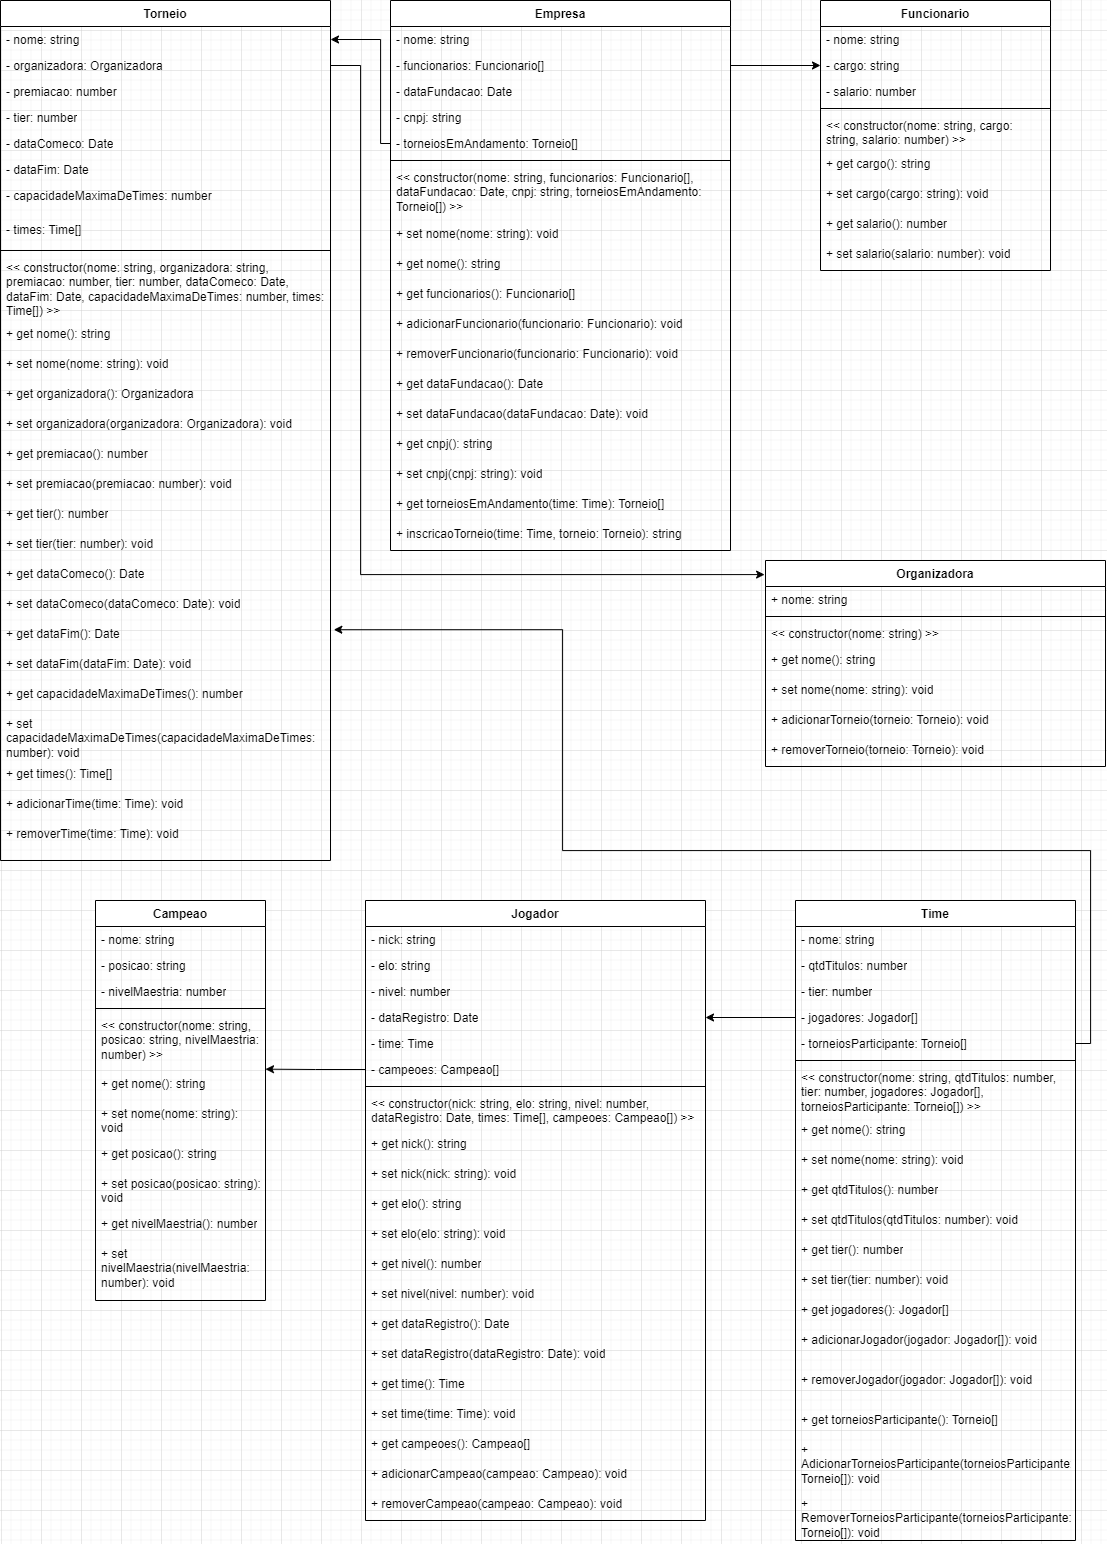 Torneio
- nome: string
- organizadora: Organizadora
- premiacao: number
- tier: number
- dataComeco: Date
- dataFim: Date
- capacidadeMaximaDeTimes: number
- times: Time[]
<< constructor(nome: string, organizadora: string,
premiacao: number, tier: number, dataComeco: Date,
dataFim: Date, capacidadeMaximaDeTimes: number, times:
Time[]) >>
+ get nome(): string
+ set nome(nome: string): void
+ get organizadora(): Organizadora
+ set organizadora(organizadora: Organizadora): void
+ get premiacao(): number
+ set premiacao(premiacao: number): void
+ get tier(): number
+ set tier(tier: number): void
+ get dataComeco(): Date
+ set dataComeco(dataComeco: Date): void
+ get dataFim(): Date
+ set dataFim(dataFim: Date): void
+ get capacidadeMaximaDeTimes(): number
+ set
capacidadeMaximaDeTimes(capacidadeMaximaDeTimes:
number): void
+ get times(): Time[]
+ adicionarTime(time: Time): void
+ removerTime(time: Time): void
Empresa
- nome: string
- funcionarios: Funcionario[]
- dataFundacao: Date
- cnpj: string
- torneiosEmAndamento: Torneio[]
<< constructor(nome: string, funcionarios: Funcionario[],
dataFundacao: Date, cnpj: string, torneiosEmAndamento:
Torneio[]) >>
+ set nome(nome: string): void
+ get nome(): string
+ get funcionarios(): Funcionario[]
+ adicionarFuncionario(funcionario: Funcionario): void
+ removerFuncionario(funcionario: Funcionario): void
+ get dataFundacao(): Date
+ set dataFundacao(dataFundacao: Date): void
+ get cnpj(): string
+ set cnpj(cnpj: string): void
+ get torneiosEmAndamento(time: Time): Torneio[]
+ inscricaoTorneio(time: Time, torneio: Torneio): string
Funcionario
- nome: string
- cargo: string
- salario: number
<< constructor(nome: string, cargo:
string, salario: number) >>
+ get cargo(): string
+ set cargo(cargo: string): void
+ get salario(): number
+ set salario(salario: number): void
Organizadora
+ nome: string
<< constructor(nome: string) >>
+ get nome(): string
+ set nome(nome: string): void
+ adicionarTorneio(torneio: Torneio): void
+ removerTorneio(torneio: Torneio): void
Campeao
- nome: string
- posicao: string
- nivelMaestria: number
<< constructor(nome: string,
posicao: string, nivelMaestria:
number) >>
+ get nome(): string
+ set nome(nome: string):
void
+ get posicao(): string
+ set posicao(posicao: string):
void
+ get nivelMaestria(): number
+ set
nivelMaestria(nivelMaestria:
number): void
Jogador
- nick: string
- elo: string
- nivel: number
- dataRegistro: Date
- time: Time
- campeoes: Campeao[]
<< constructor(nick: string, elo: string, nivel: number,
dataRegistro: Date, times: Time[], campeoes: Campeao[]) >>
+ get nick(): string
+ set nick(nick: string): void
+ get elo(): string
+ set elo(elo: string): void
+ get nivel(): number
+ set nivel(nivel: number): void
+ get dataRegistro(): Date
+ set dataRegistro(dataRegistro: Date): void
+ get time(): Time
+ set time(time: Time): void
+ get campeoes(): Campeao[]
+ adicionarCampeao(campeao: Campeao): void
+ removerCampeao(campeao: Campeao): void
Time
- nome: string
- qtdTitulos: number
- tier: number
- jogadores: Jogador[]
- torneiosParticipante: Torneio[]
<< constructor(nome: string, qtdTitulos: number,
tier: number, jogadores: Jogador[],
torneiosParticipante: Torneio[]) >>
+ get nome(): string
+ set nome(nome: string): void
+ get qtdTitulos(): number
+ set qtdTitulos(qtdTitulos: number): void
+ get tier(): number
+ set tier(tier: number): void
+ get jogadores(): Jogador[]
+ adicionarJogador(jogador: Jogador[]): void
+ removerJogador(jogador: Jogador[]): void
+ get torneiosParticipante(): Torneio[]
+
AdicionarTorneiosParticipante(torneiosParticipante
Torneio[]): void
+
RemoverTorneiosParticipante(torneiosParticipante:
Torneio[]): void